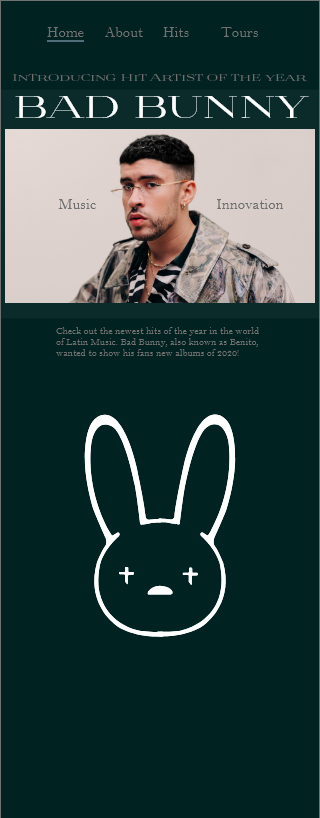 Home About Hits Tours
INTRODUCING HIT ARTIST OF THE YEAR
BAD BUNNY
Music Innovation
Check out the newest hits of the year in the world
of Latin Music. Bad Bunny, also known as Benito,
wanted to show his fans new albums of 2020!